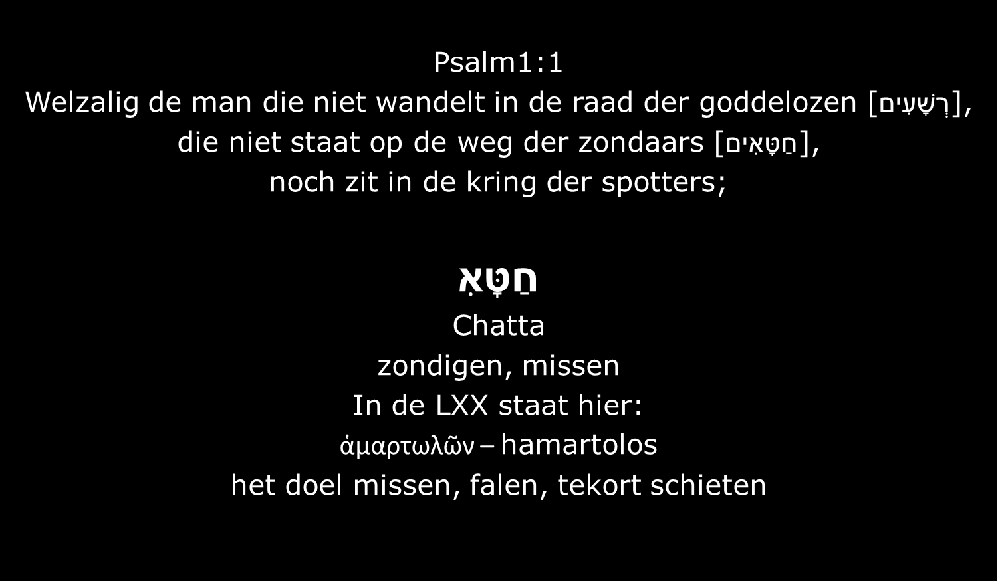 Psalm1:1
Welzalig de man die niet wandelt in de raad der goddelozen [רְשָׁעִים],
die niet staat op de weg der zondaars [חַטָּאִים],
noch zit in de kring der spotters;
חַטָּאִ
Chatta
zondigen, missen
In de LXX staat hier:
ἁμαρτωλῶν – hamartolos
het doel missen, falen, tekort schieten